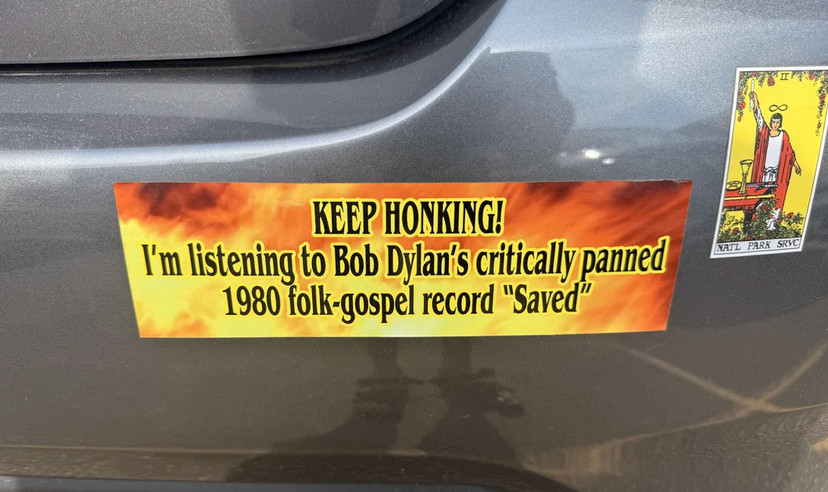 KEEP HONKING!
I'm listening to Bob Dylan's critically panned
1980 folk-gospel record "Saved"
II
NATL PARK SRVC